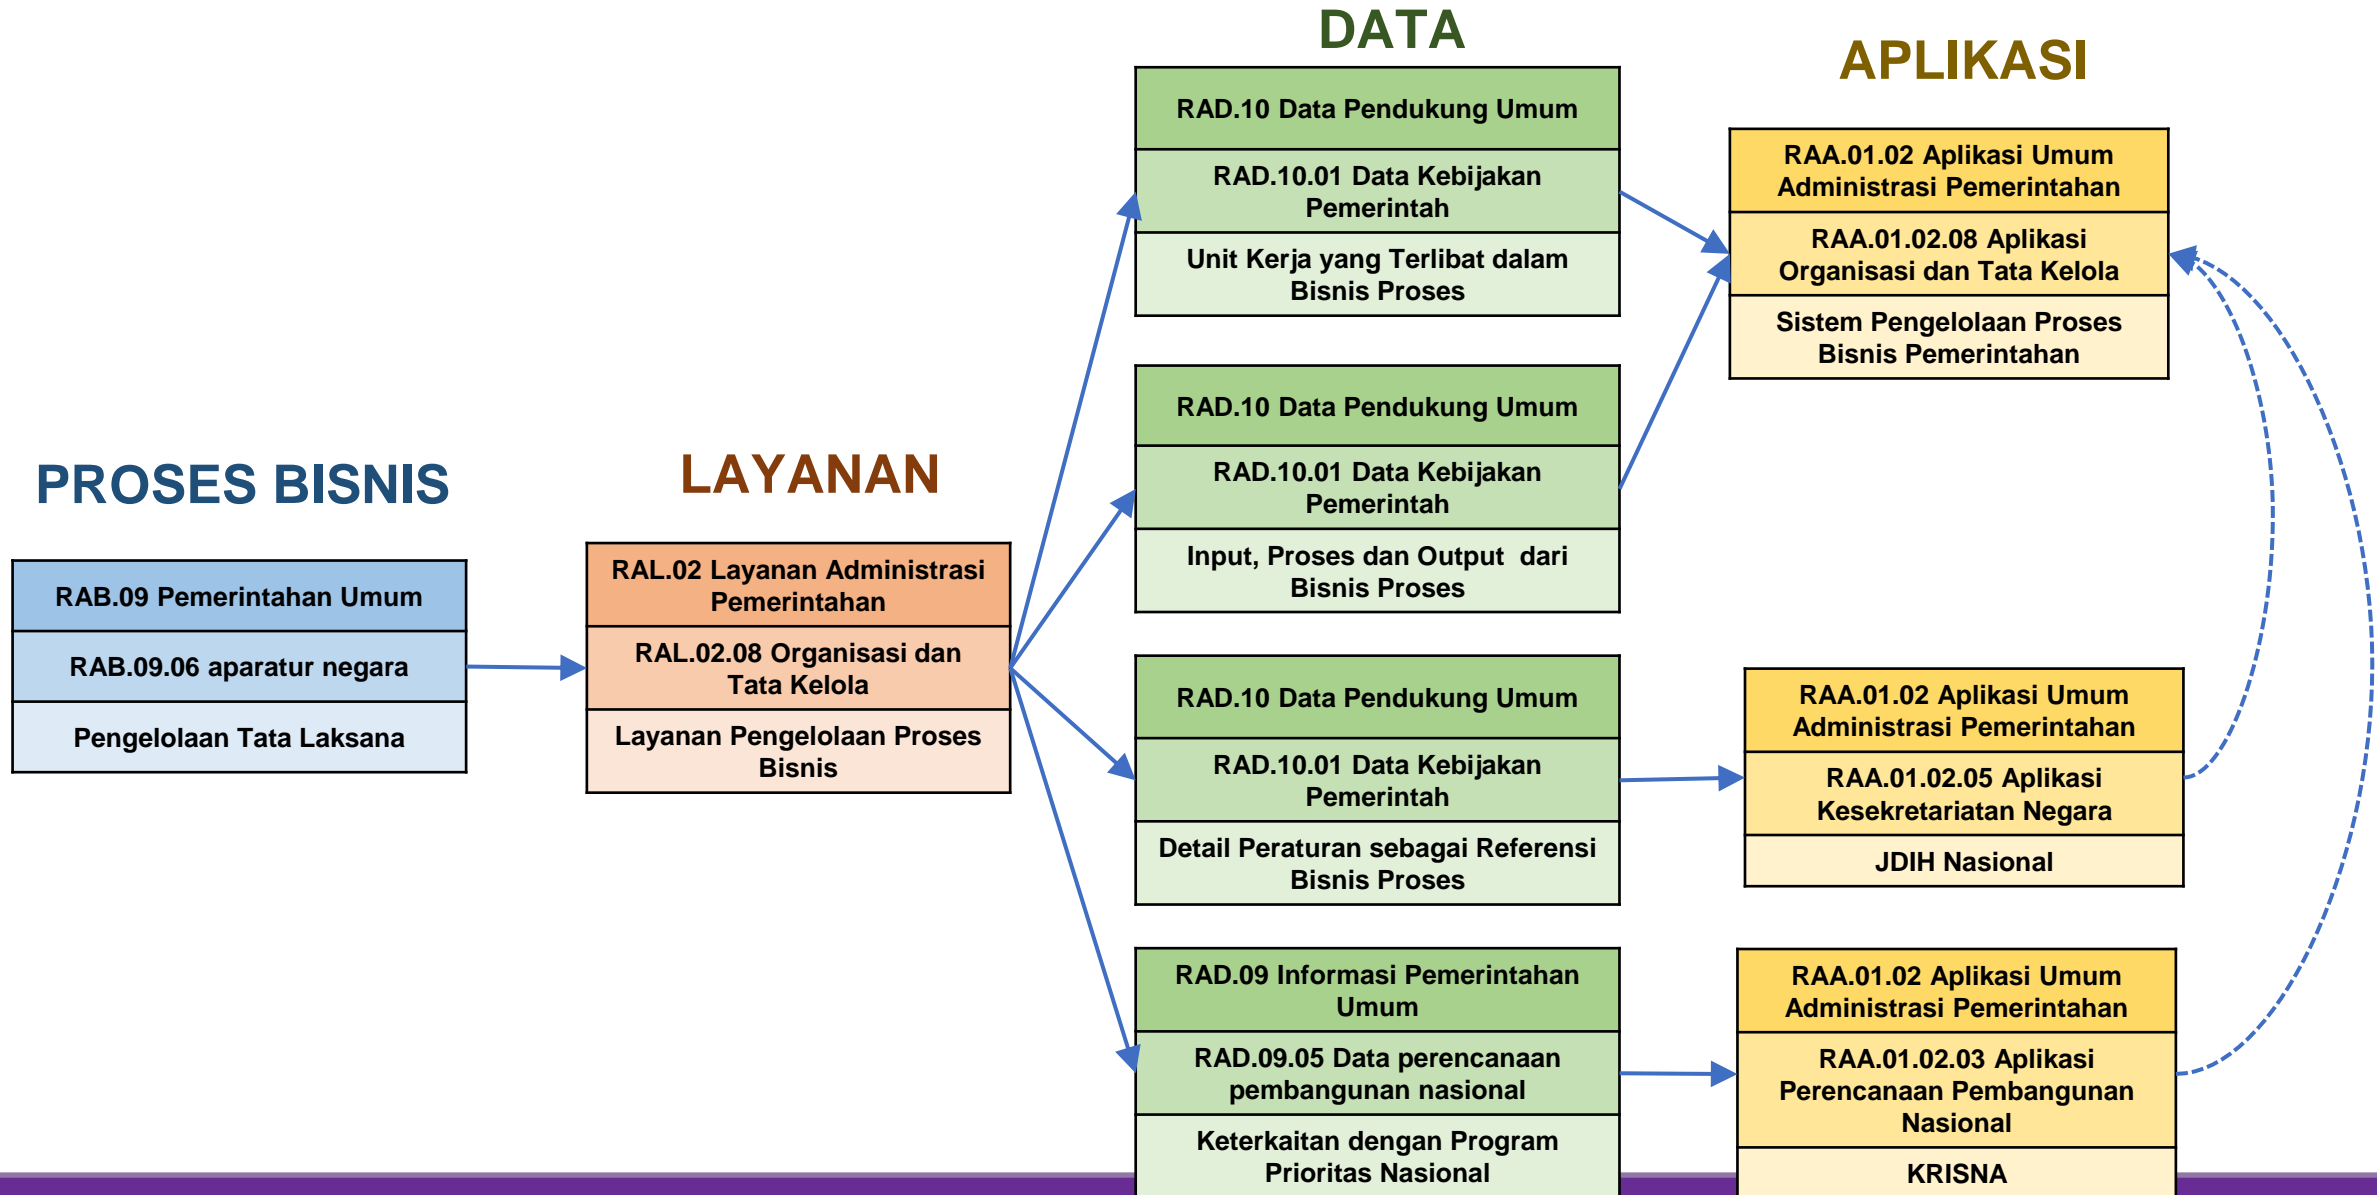 PROSES BISNIS
RAB.09 Pemerintahan Umum
RAB.09.06 aparatur negara
Pengelolaan Tata Laksana
LAYANAN
RAL.02 Layanan Administrasi
Pemerintahan
RAL.02.08 Organisasi dan
Tata Kelola
Layanan Pengelolaan Proses
Bisnis
DATA
RAD.10 Data Pendukung Umum
RAD.10.01 Data Kebijakan
Pemerintah
Unit Kerja yang Terlibat dalam
Bisnis Proses
RAD.10 Data Pendukung Umum
RAD.10.01 Data Kebijakan
Pemerintah
Input, Proses dan Output dari
Bisnis Proses
RAD.10 Data Pendukung Umum
RAD.10.01 Data Kebijakan
Pemerintah
Detail Peraturan sebagai Referensi
Bisnis Proses
RAD.09 Informasi Pemerintahan
Umum
RAD.09.05 Data perencanaan
pembangunan nasional
Keterkaitan dengan Program
Prioritas Nasional
APLIKASI
RAA.01.02 Aplikasi Umum
Administrasi Pemerintahan
RAA.01.02.08 Aplikasi
Organisasi dan Tata Kelola
Sistem Pengelolaan Proses
Bisnis Pemerintahan
RAA.01.02 Aplikasi Umum
Administrasi Pemerintahan
RAA.01.02.05 Aplikasi
Kesekretariatan Negara
JDIH Nasional
RAA.01.02 Aplikasi Umum
Administrasi Pemerintahan
RAA.01.02.03 Aplikasi
Perencanaan Pembangunan
Nasional
KRISNA